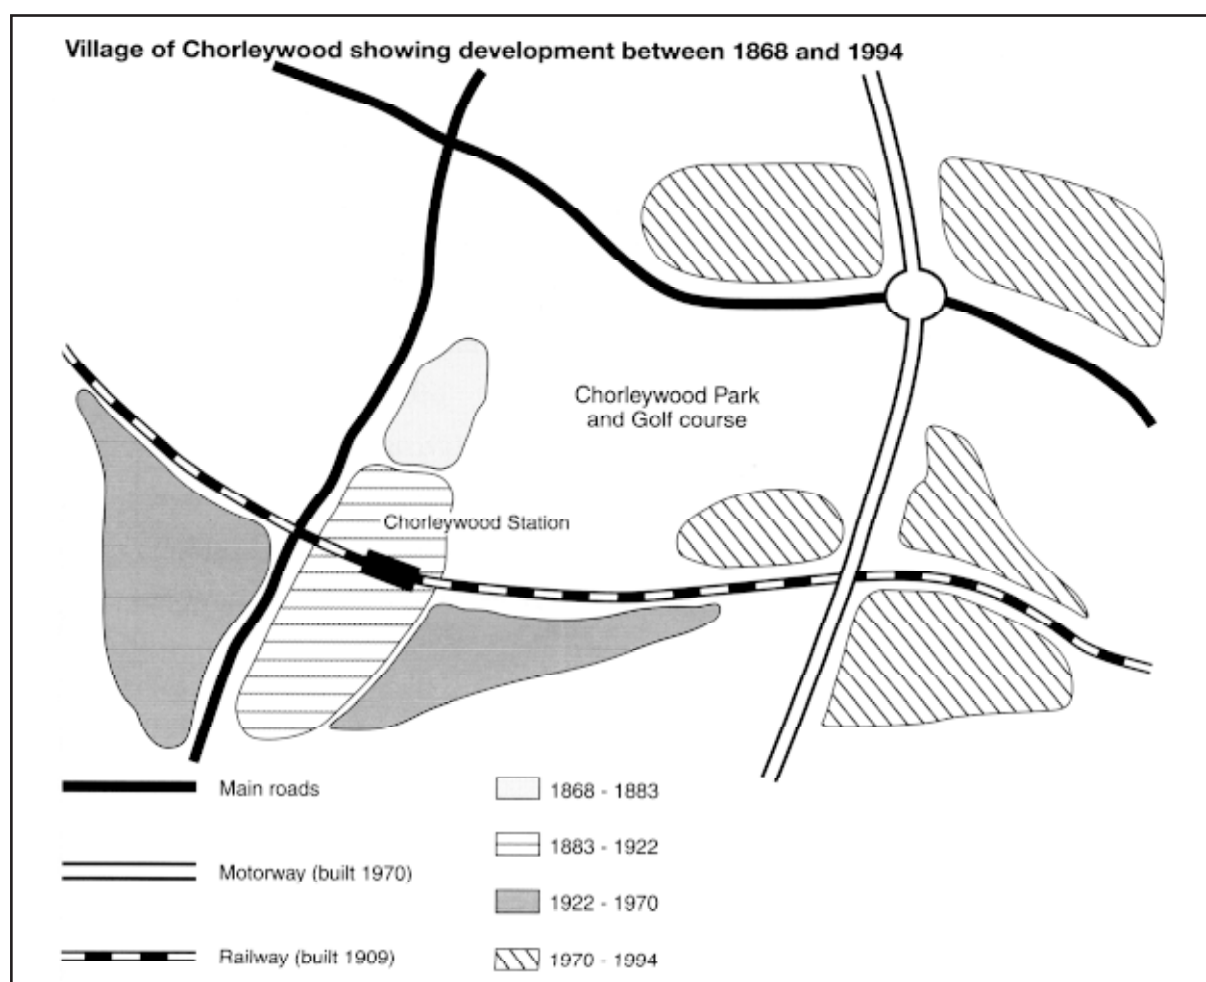 Village of Chorleywood showing development between 1868 and 1994
Chorleywood Park
and Golf course
Chorleywood Station
Main roads
Motorway (built 1970)
Railway (built 1909)
1868 - 1883
1883 - 1922
1922 - 1970
1970 - 1994